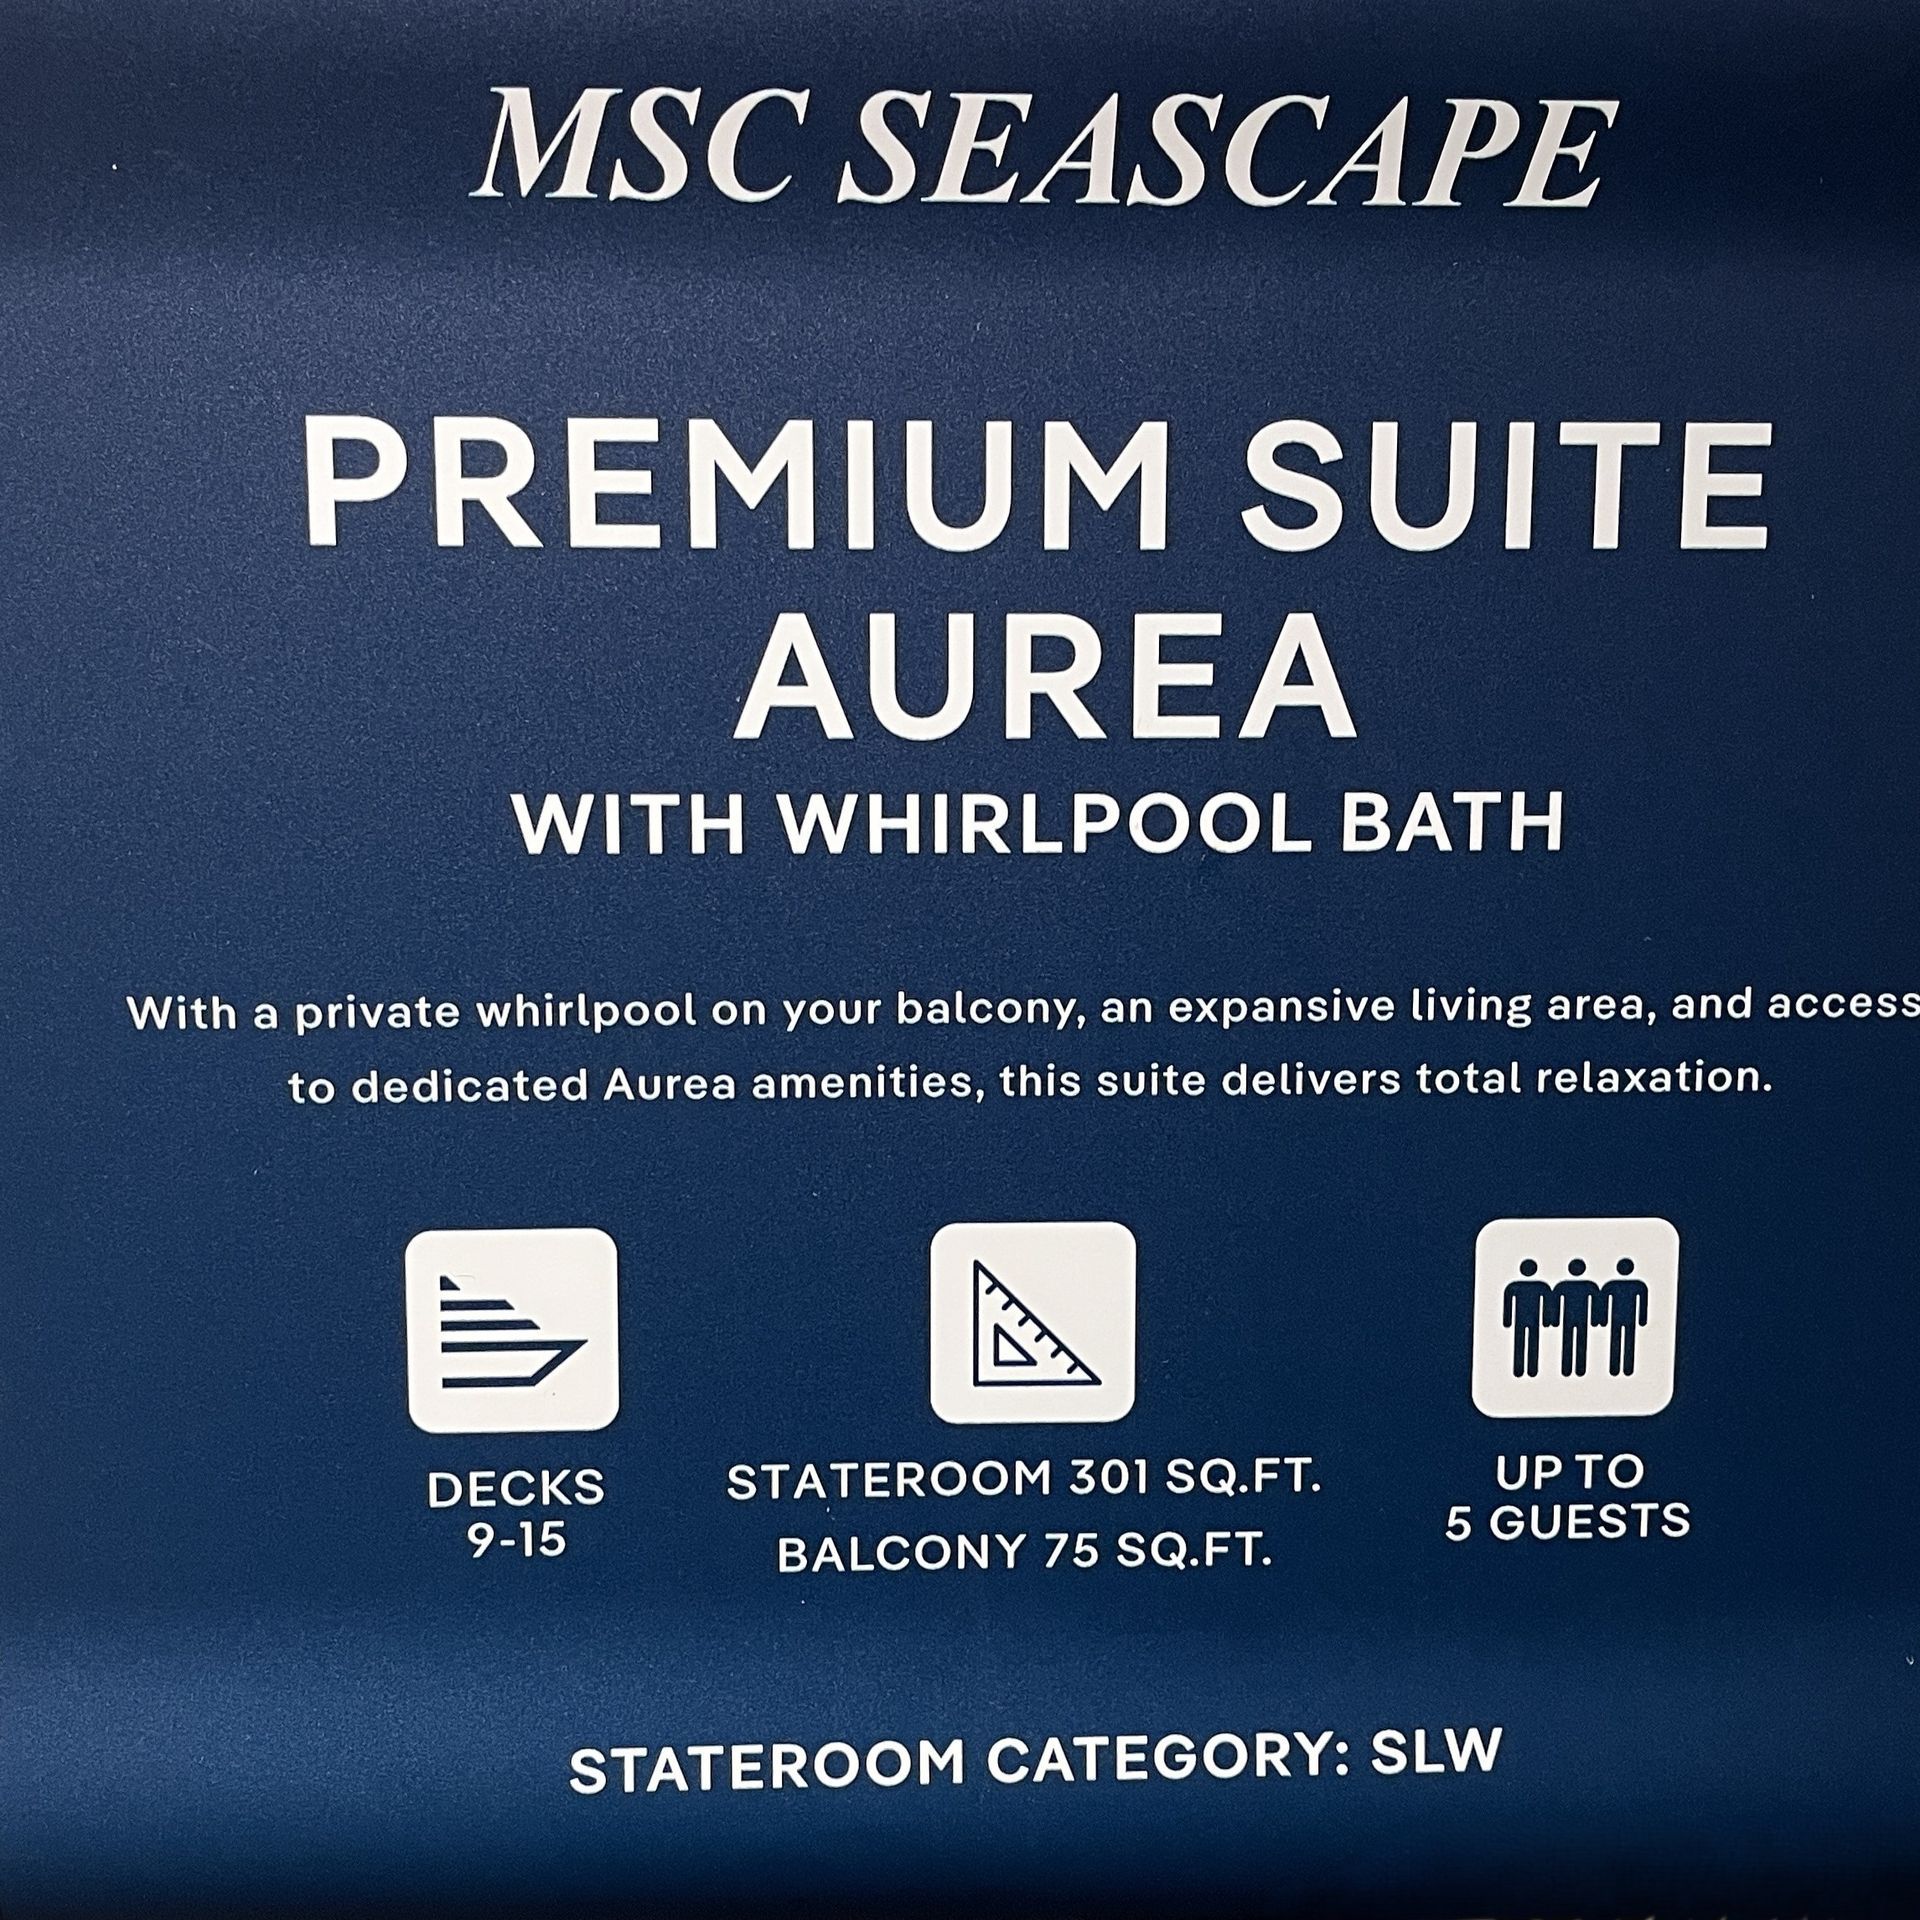 MSC SEASCAPE
PREMIUM SUITE
AUREA
WITH WHIRLPOOL BATH
With a private whirlpool on your balcony, an expansive living area, and access
to dedicated Aurea amenities, this suite delivers total relaxation.
DECKS
9-15
STATEROOM 301 SQ.FT.
BALCONY 75 SQ.FT.
UP TO
5 GUESTS
STATEROOM CATEGORY: SLW